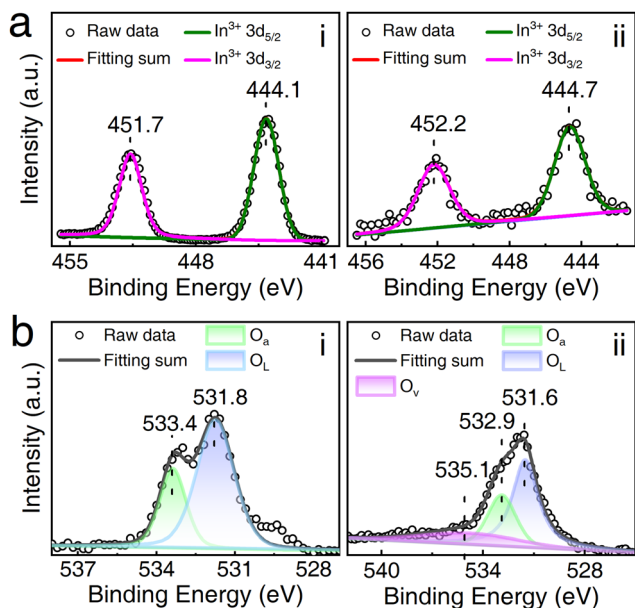 a
Raw data
In³⁺ 3d₅/₂
i
Fitting sum
In³⁺ 3d₃/₂
451.7
444.1
455
448
441
Binding Energy (eV)
Intensity (a.u.)
Raw data
In³⁺ 3d₅/₂
ii
Fitting sum
In³⁺ 3d₃/₂
452.2
444.7
456
452
448
444
Binding Energy (eV)
b
Raw data
Oₐ
i
Fitting sum
O_L
533.4
531.8
537
534
531
528
Binding Energy (eV)
Intensity (a.u.)
Raw data
Oₐ
ii
Fitting sum
O_L
Oᵥ
535.1
532.9
531.6
540
534
528
Binding Energy (eV)